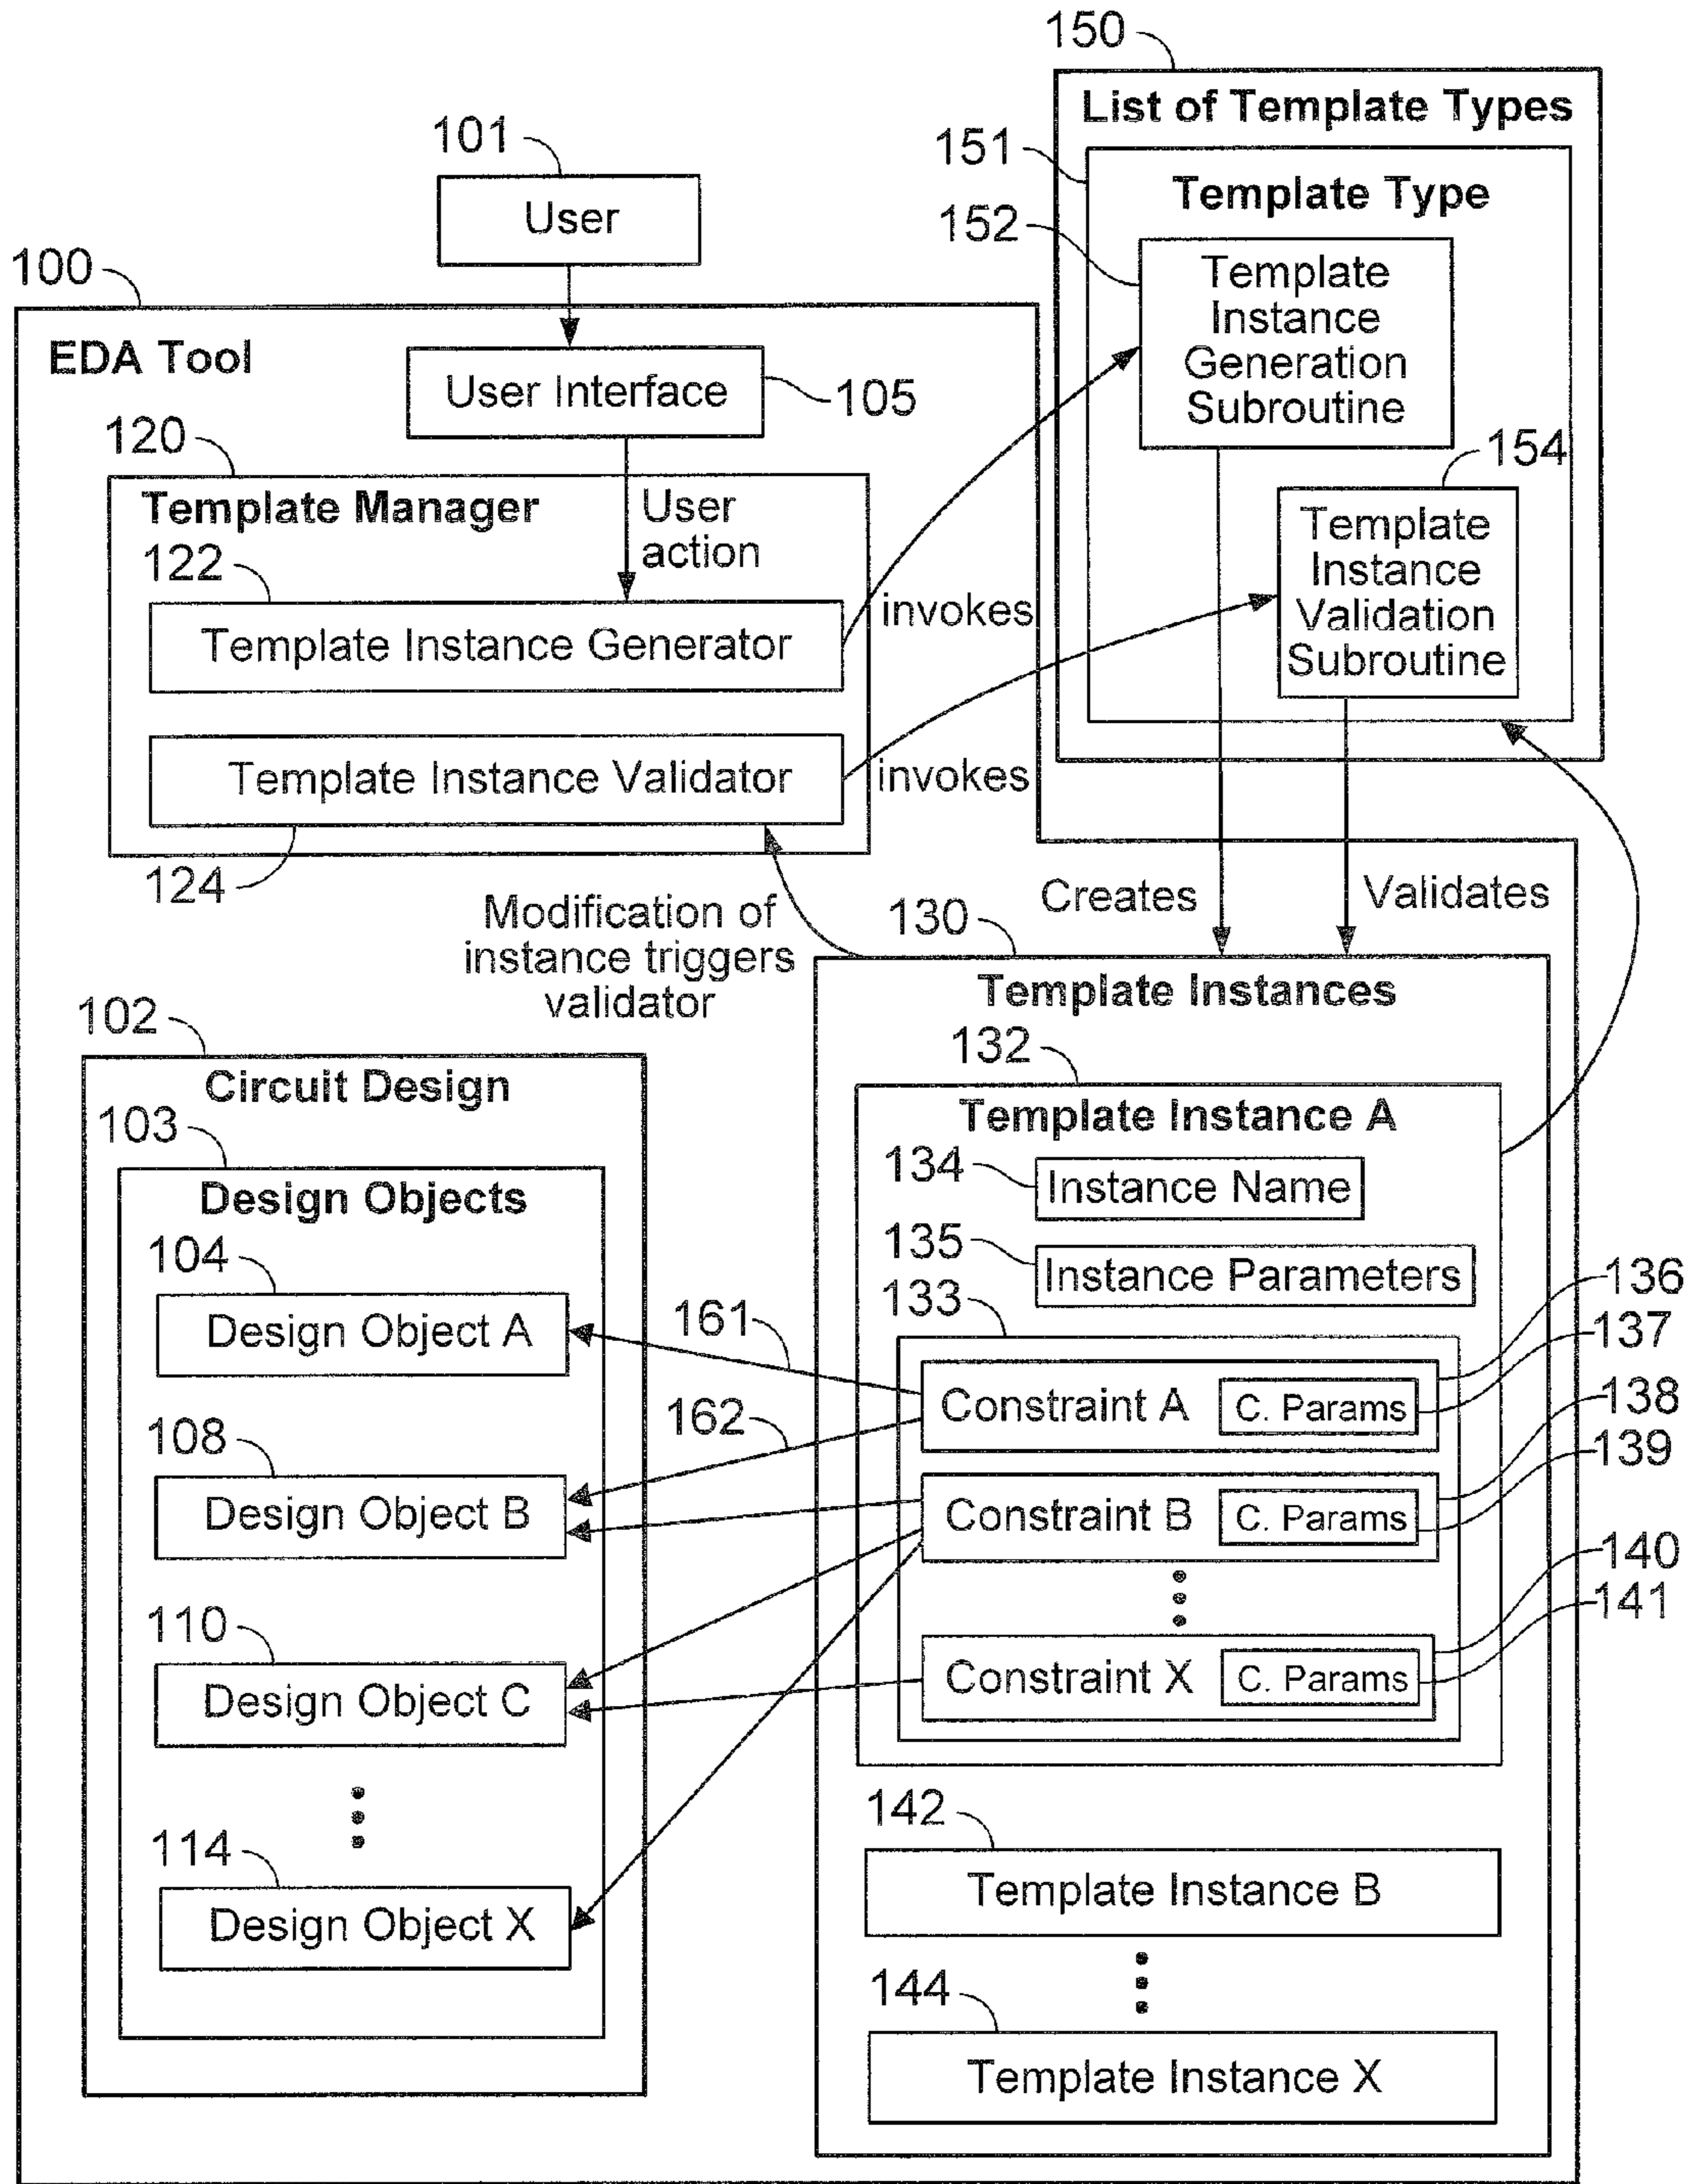 150
List of Template Types
151
Template Type
152
Template
Instance
Generation
Subroutine
154
Template
Instance
Validation
Subroutine
101
User
100
EDA Tool
User Interface
105
120
Template Manager
User
action
122
Template Instance Generator
invokes
Template Instance Validator
invokes
124
Modification of
instance triggers
validator
Creates
Validates
130
Template Instances
132
Template Instance A
134
Instance Name
135
Instance Parameters
133
136
137
Constraint A
C. Params
138
139
Constraint B
C. Params
140
141
Constraint X
C. Params
142
Template Instance B
144
Template Instance X
102
Circuit Design
103
Design Objects
104
Design Object A
161
162
108
Design Object B
110
Design Object C
114
Design Object X